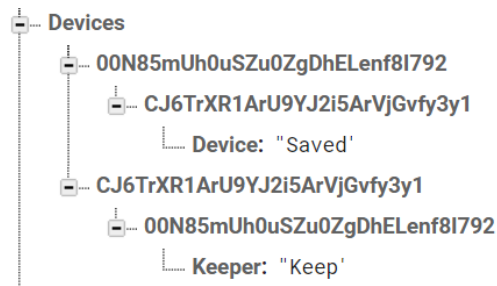 Devices
00N85mUh0uSZu0ZgDhELenf8I792
CJ6TrXR1ArU9YJ2i5ArVjGvfy3y1
Device: "Saved'
CJ6TrXR1ArU9YJ2i5ArVjGvfy3y1
00N85mUh0uSZu0ZgDhELenf8I792
Keeper: "Keep'